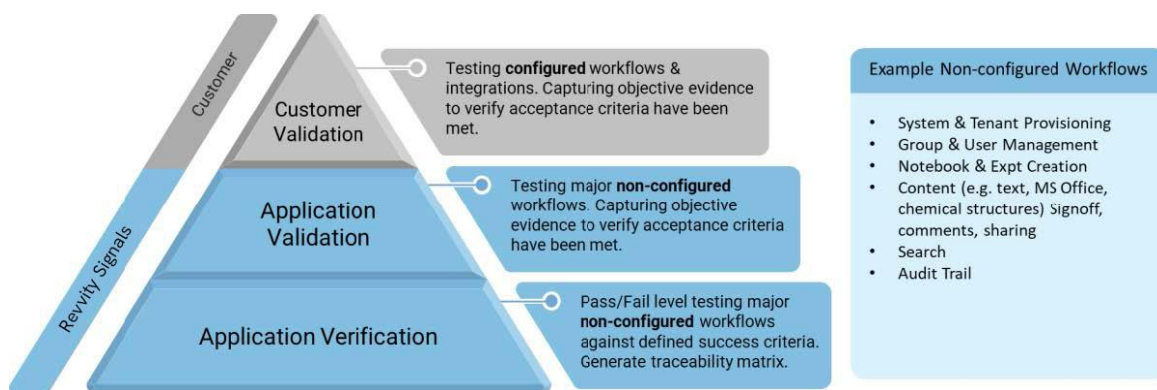 Customer
Revvity Signals
Customer
Validation
Application
Validation
Application Verification
Testing configured workflows &
integrations. Capturing objective evidence
to verify acceptance criteria have been
met.
Testing major non-configured
workflows. Capturing objective
evidence to verify acceptance criteria
have been met.
Pass/Fail level testing major
non-configured workflows
against defined success criteria.
Generate traceability matrix.
Example Non-configured Workflows
• System & Tenant Provisioning
• Group & User Management
• Notebook & Expt Creation
• Content (e.g. text, MS Office,
chemical structures) Signoff,
comments, sharing
• Search
• Audit Trail